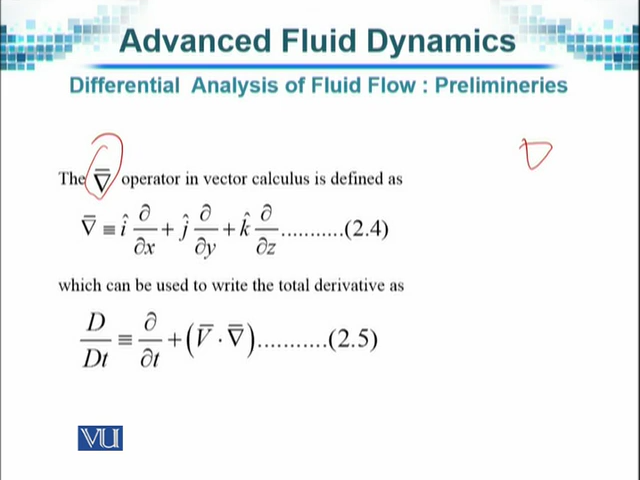 Advanced Fluid Dynamics
Differential Analysis of Fluid Flow : Prelimineries
The ∇̅ operator in vector calculus is defined as
∇̅ ≡ î ∂/∂x + ĵ ∂/∂y + k̂ ∂/∂z ...........(2.4)
which can be used to write the total derivative as
D/Dt ≡ ∂/∂t + (V̅ · ∇̅)...........(2.5)
VU